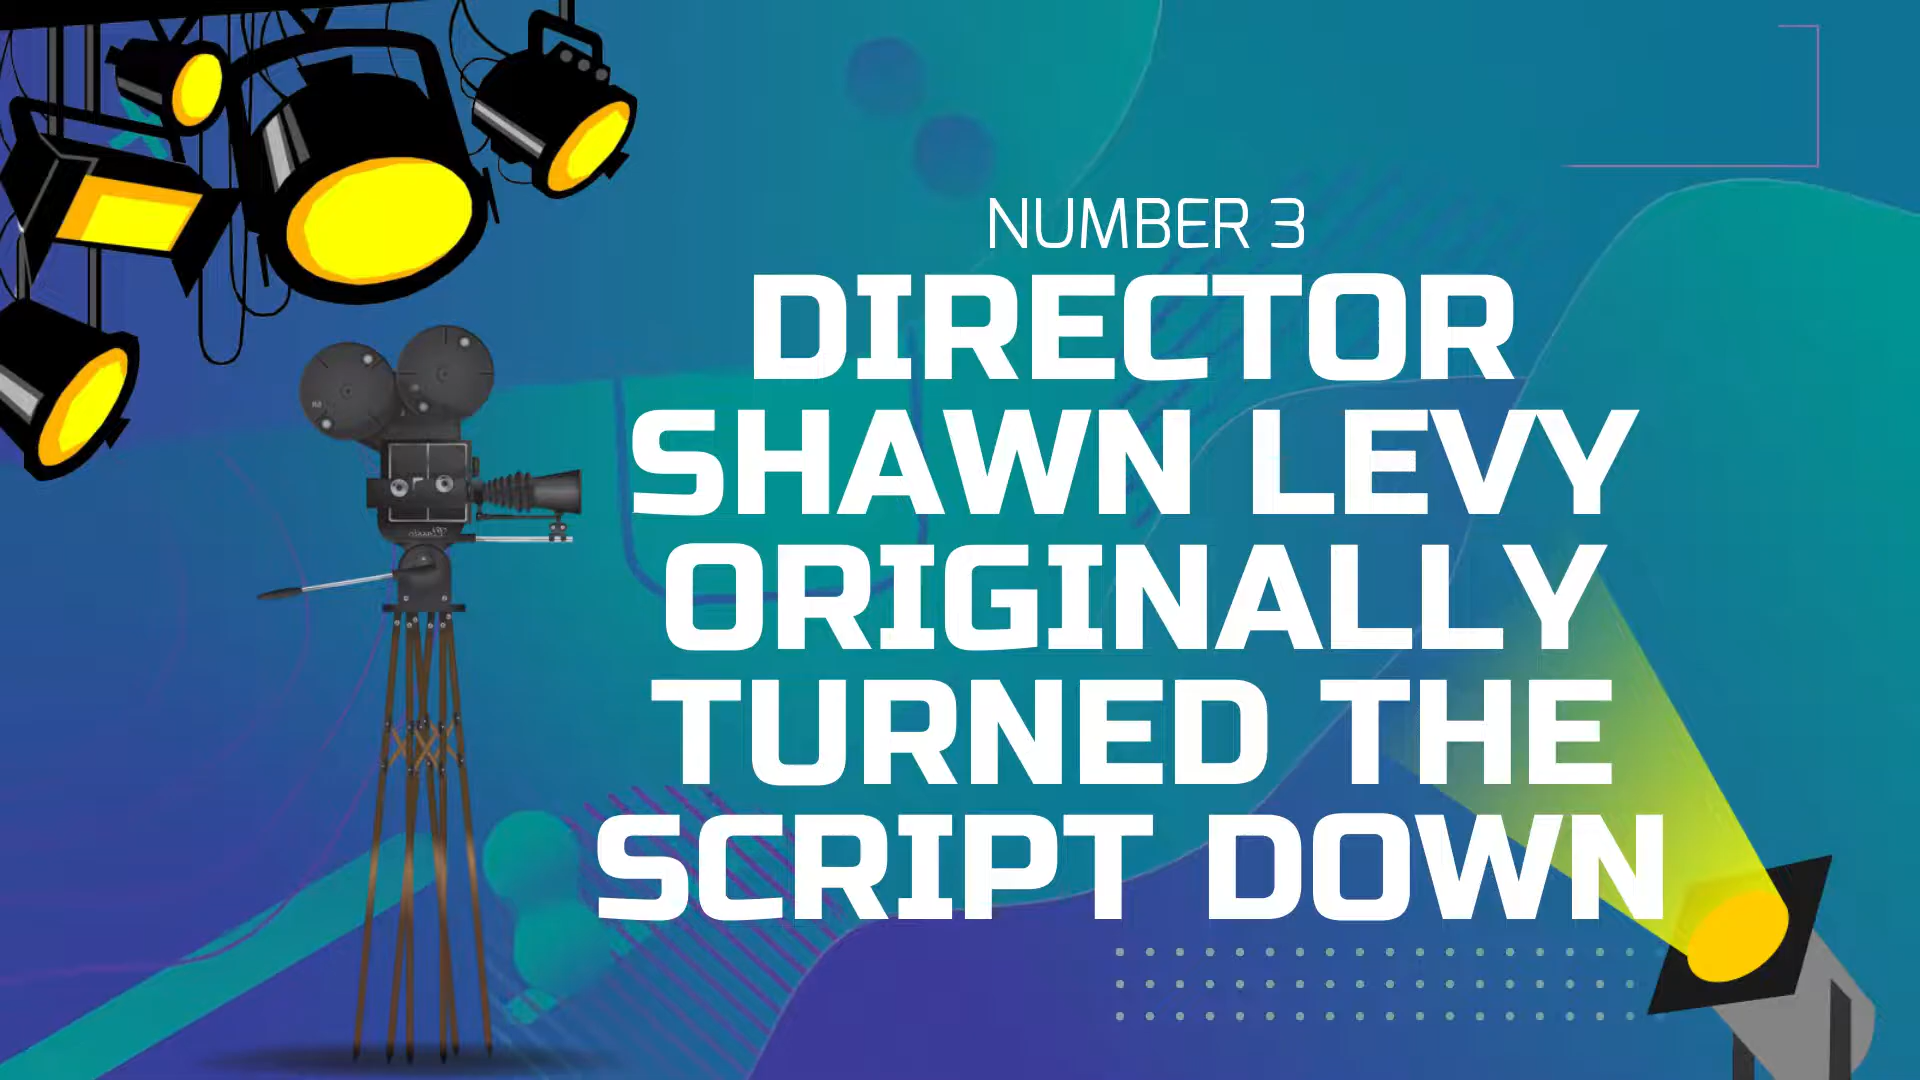 NUMBER 3
DIRECTOR
SHAWN LEVY
ORIGINALLY
TURNED THE
SCRIPT DOWN